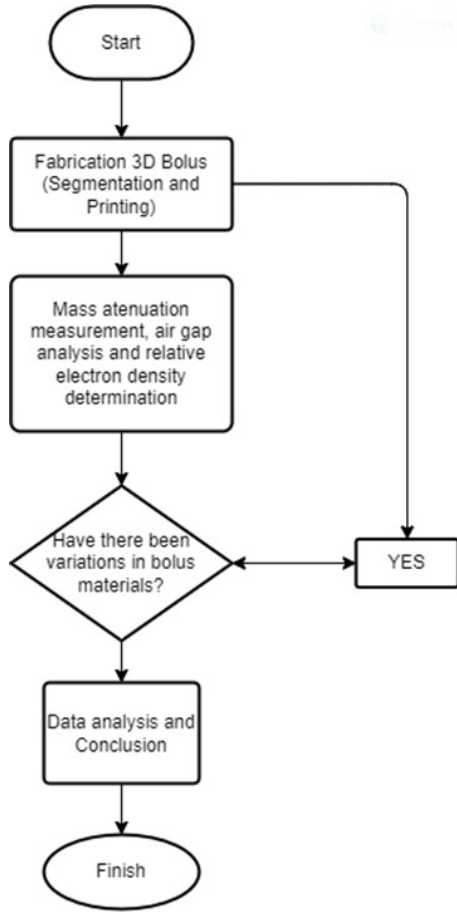 Start
Fabrication 3D Bolus
(Segmentation and
Printing)
Mass atenuation
measurement, air gap
analysis and relative
electron density
determination
Have there been
variations in bolus
materials?
YES
Data analysis and
Conclusion
Finish